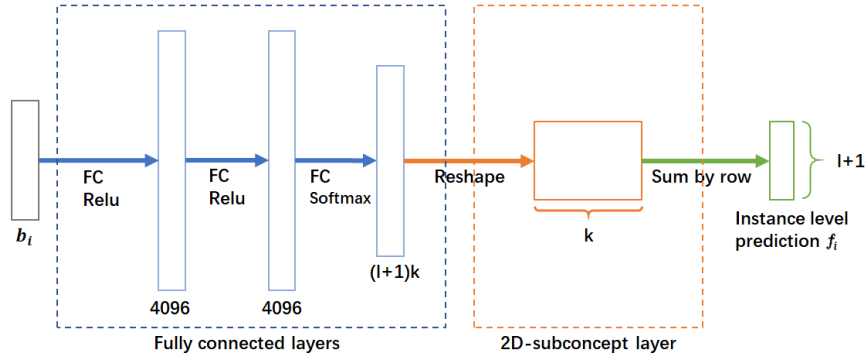 b_i
FC
Relu
4096
FC
Relu
4096
FC
Softmax
(l+1)k
Fully connected layers
Reshape
k
2D-subconcept layer
Sum by row
l+1
Instance level
prediction f_i